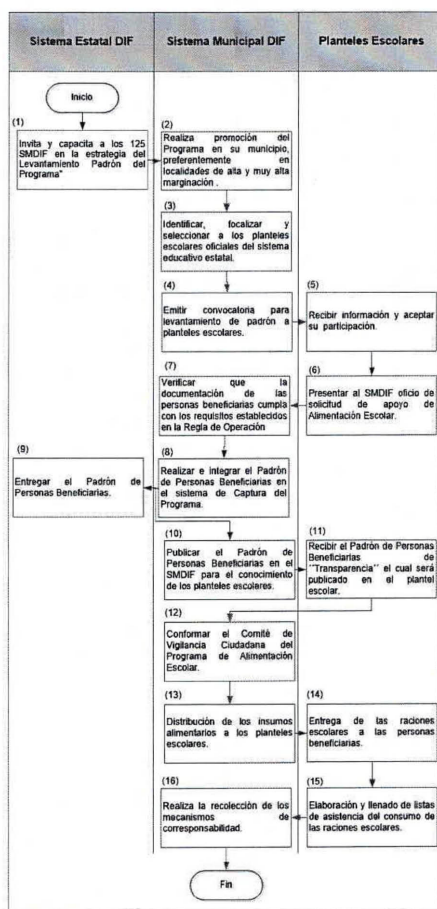 Sistema Estatal DIF
Sistema Municipal DIF
Planteles Escolares
Inicio
(1)
Invita y capacita a los 125
SMDIF en la estrategia del
Levantamiento Padrón del
Programa"
(2)
Realiza promoción del
Programa en su municipio,
preferentemente en
localidades de alta y muy alta
marginación .
(3)
Identificar, focalizar y
seleccionar a los planteles
escolares oficiales del sistema
educativo estatal.
(4)
Emitir convocatoria para
levantamiento de padrón a
planteles escolares.
(5)
Recibir información y aceptar
su participación.
(6)
Presentar al SMDIF oficio de
solicitud de apoyo de
Alimentación Escolar.
(7)
Verificar que la
documentación de las
personas beneficiarias cumpla
con los requisitos establecidos
en la Regla de Operación
(8)
Realizar e integrar el Padrón
de Personas Beneficiarias en
el sistema de Captura del
Programa.
(9)
Entregar el Padrón de
Personas Beneficiarias.
(10)
Publicar el Padrón de
Personas Beneficiarias en el
SMDIF para el conocimiento
de los planteles escolares.
(11)
Recibir el Padrón de Personas
Beneficiarias de
"Transparencia" el cual será
publicado en el plantel
escolar.
(12)
Conformar el Comité de
Vigilancia Ciudadana del
Programa de Alimentación
Escolar.
(13)
Distribución de los insumos
alimentarios a los planteles
escolares.
(14)
Entrega de las raciones
escolares a las personas
beneficiarias.
(15)
Elaboración y llenado de listas
de asistencia del consumo de
las raciones escolares.
(16)
Realiza la recolección de los
mecanismos de
corresponsabilidad.
Fin